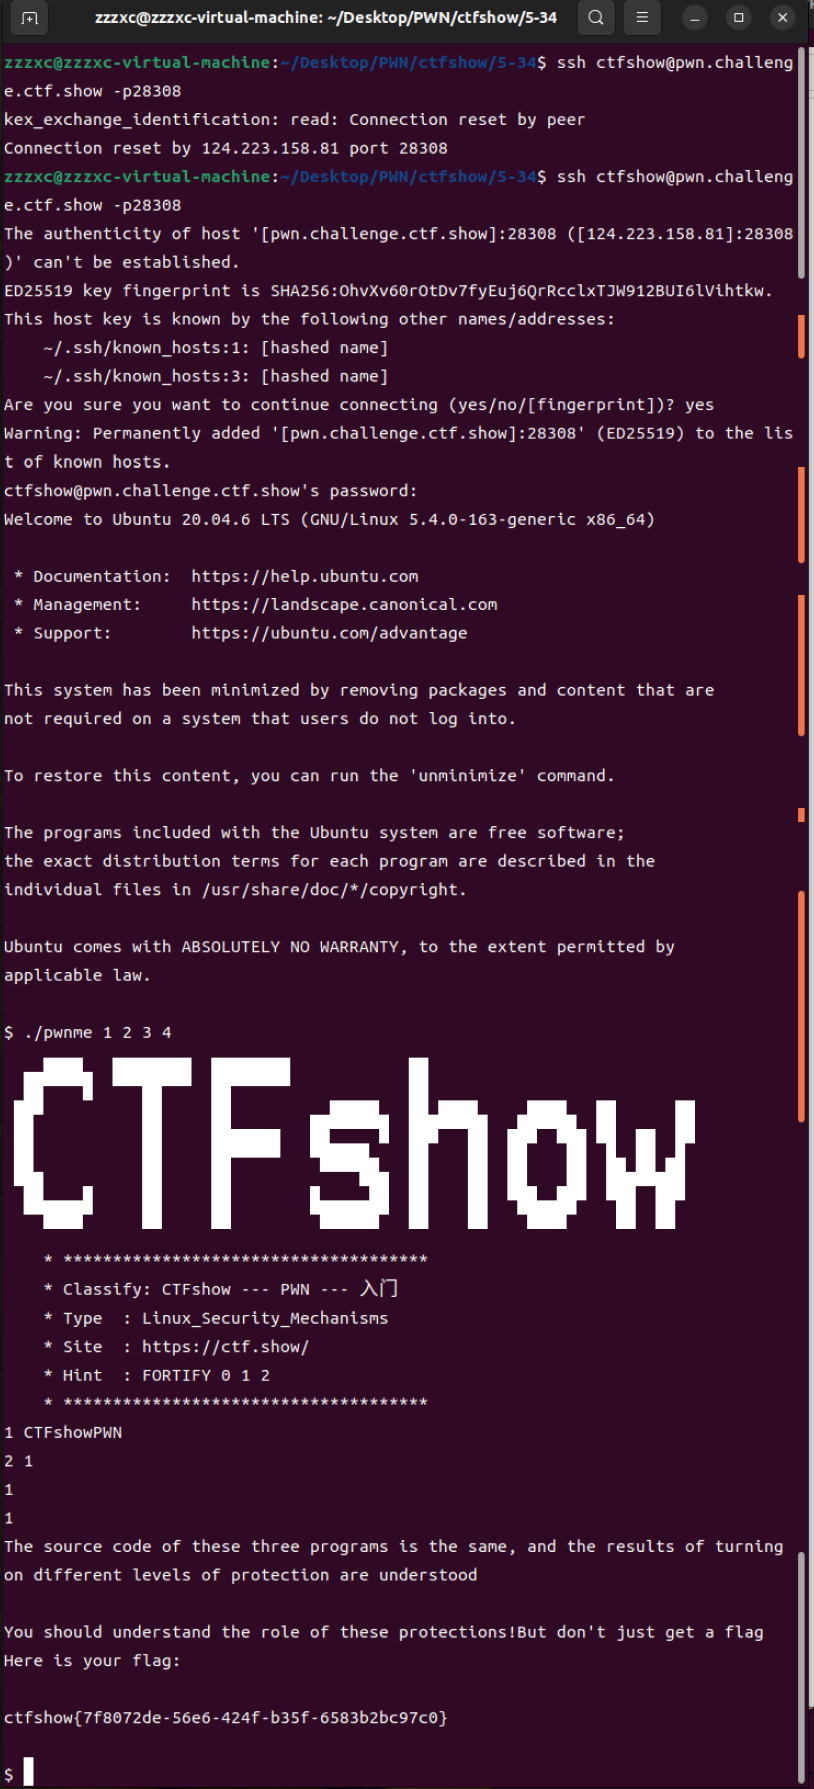 zzzxc@zzzxc-virtual-machine: ~/Desktop/PWN/ctfshow/5-34
zzzxc@zzzxc-virtual-machine:~/Desktop/PWN/ctfshow/5-34$ ssh ctfshow@pwn.challeng
e.ctf.show -p28308
kex_exchange_identification: read: Connection reset by peer
Connection reset by 124.223.158.81 port 28308
zzzxc@zzzxc-virtual-machine:~/Desktop/PWN/ctfshow/5-34$ ssh ctfshow@pwn.challeng
e.ctf.show -p28308
The authenticity of host '[pwn.challenge.ctf.show]:28308 ([124.223.158.81]:28308
)' can't be established.
ED25519 key fingerprint is SHA256:OhvXv60rOtDv7fyEuj6QrRcclxTJW912BUI6lVihtkw.
This host key is known by the following other names/addresses:
    ~/.ssh/known_hosts:1: [hashed name]
    ~/.ssh/known_hosts:3: [hashed name]
Are you sure you want to continue connecting (yes/no/[fingerprint])? yes
Warning: Permanently added '[pwn.challenge.ctf.show]:28308' (ED25519) to the lis
t of known hosts.
ctfshow@pwn.challenge.ctf.show's password:
Welcome to Ubuntu 20.04.6 LTS (GNU/Linux 5.4.0-163-generic x86_64)
 * Documentation:  https://help.ubuntu.com
 * Management:     https://landscape.canonical.com
 * Support:        https://ubuntu.com/advantage
This system has been minimized by removing packages and content that are
not required on a system that users do not log into.
To restore this content, you can run the 'unminimize' command.
The programs included with the Ubuntu system are free software;
the exact distribution terms for each program are described in the
individual files in /usr/share/doc/*/copyright.
Ubuntu comes with ABSOLUTELY NO WARRANTY, to the extent permitted by
applicable law.
$ ./pwnme 1 2 3 4
CTFshow
    * *************************************
    * Classify: CTFshow --- PWN --- 入门
    * Type  : Linux_Security_Mechanisms
    * Site  : https://ctf.show/
    * Hint  : FORTIFY 0 1 2
    * *************************************
1 CTFshowPWN
2 1
1
1
The source code of these three programs is the same, and the results of turning
on different levels of protection are understood
You should understand the role of these protections!But don't just get a flag
Here is your flag:
ctfshow{7f8072de-56e6-424f-b35f-6583b2bc97c0}
$